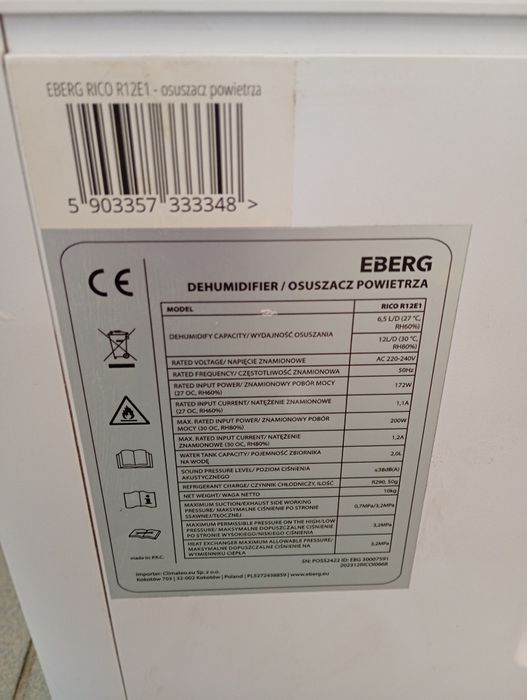 EBERG RICO R12E1 - osuszacz powietrza
5 903357 333348 >
EBERG
DEHUMIDIFIER / OSUSZACZ POWIETRZA
MODEL RICO R12E1
DEHUMIDIFY CAPACITY/ WYDAJNOŚĆ OSUSZANIA
6,5 L/D (27 °C, RH60%)
12L/D (30 °C, RH80%)
RATED VOLTAGE/ NAPIĘCIE ZNAMIONOWE AC 220-240V
RATED FREQUENCY/ CZĘSTOTLIWOŚĆ ZNAMIONOWA 50Hz
RATED INPUT POWER/ ZNAMIONOWY POBÓR MOCY
(27 OC, RH60%) 172W
RATED INPUT CURRENT/ NATĘŻENIE ZNAMIONOWE
(27 OC, RH60%) 1,1A
MAX. RATED INPUT POWER/ ZNAMIONOWY POBÓR
MOCY (30 OC, RH80%) 200W
MAX. RATED INPUT CURRENT/ NATĘŻENIE
ZNAMIONOWE (30 OC, RH80%) 1,2A
WATER TANK CAPACITY/ POJEMNOŚĆ ZBIORNIKA
NA WODĘ 2,0L
SOUND PRESSURE LEVEL/ POZIOM CIŚNIENIA
AKUSTYCZNEGO ≤38dB(A)
REFRIGERANT CHARGE/ CZYNNIK CHŁODNICZY, ILOŚĆ R290, 50g
NET WEIGHT/ WAGA NETTO 10kg
MAXIMUM SUCTION/EXHAUST SIDE WORKING
PRESSURE/ MAKSYMALNE CIŚNIENIE PO STRONIE
SSAWNEJ/TŁOCZNEJ 0,7MPa/3,2MPa
MAXIMUM PERMISSIBLE PRESSURE ON THE HIGH/LOW
PRESSURE/ MAKSYMALNE DOPUSZCZALNE CIŚNIENIE
PO STRONIE WYSOKIEGO/NISKIEGO CIŚNIENIA 3,2MPa
HEAT EXCHANGER MAXIMUM ALLOWABLE PRESSURE/
MAKSYMALNE DOPUSZCZALNE CIŚNIENIE NA
WYMIENNIKU CIEPŁA 3,2MPa
made in P.R.C.
SN: POS52422 ID: EBG 30007591
Importer: Climateo.eu Sp. z o.o.
Kokotów 703 | 32-002 Kokotów | Poland | PL5272458859 | www.eberg.eu